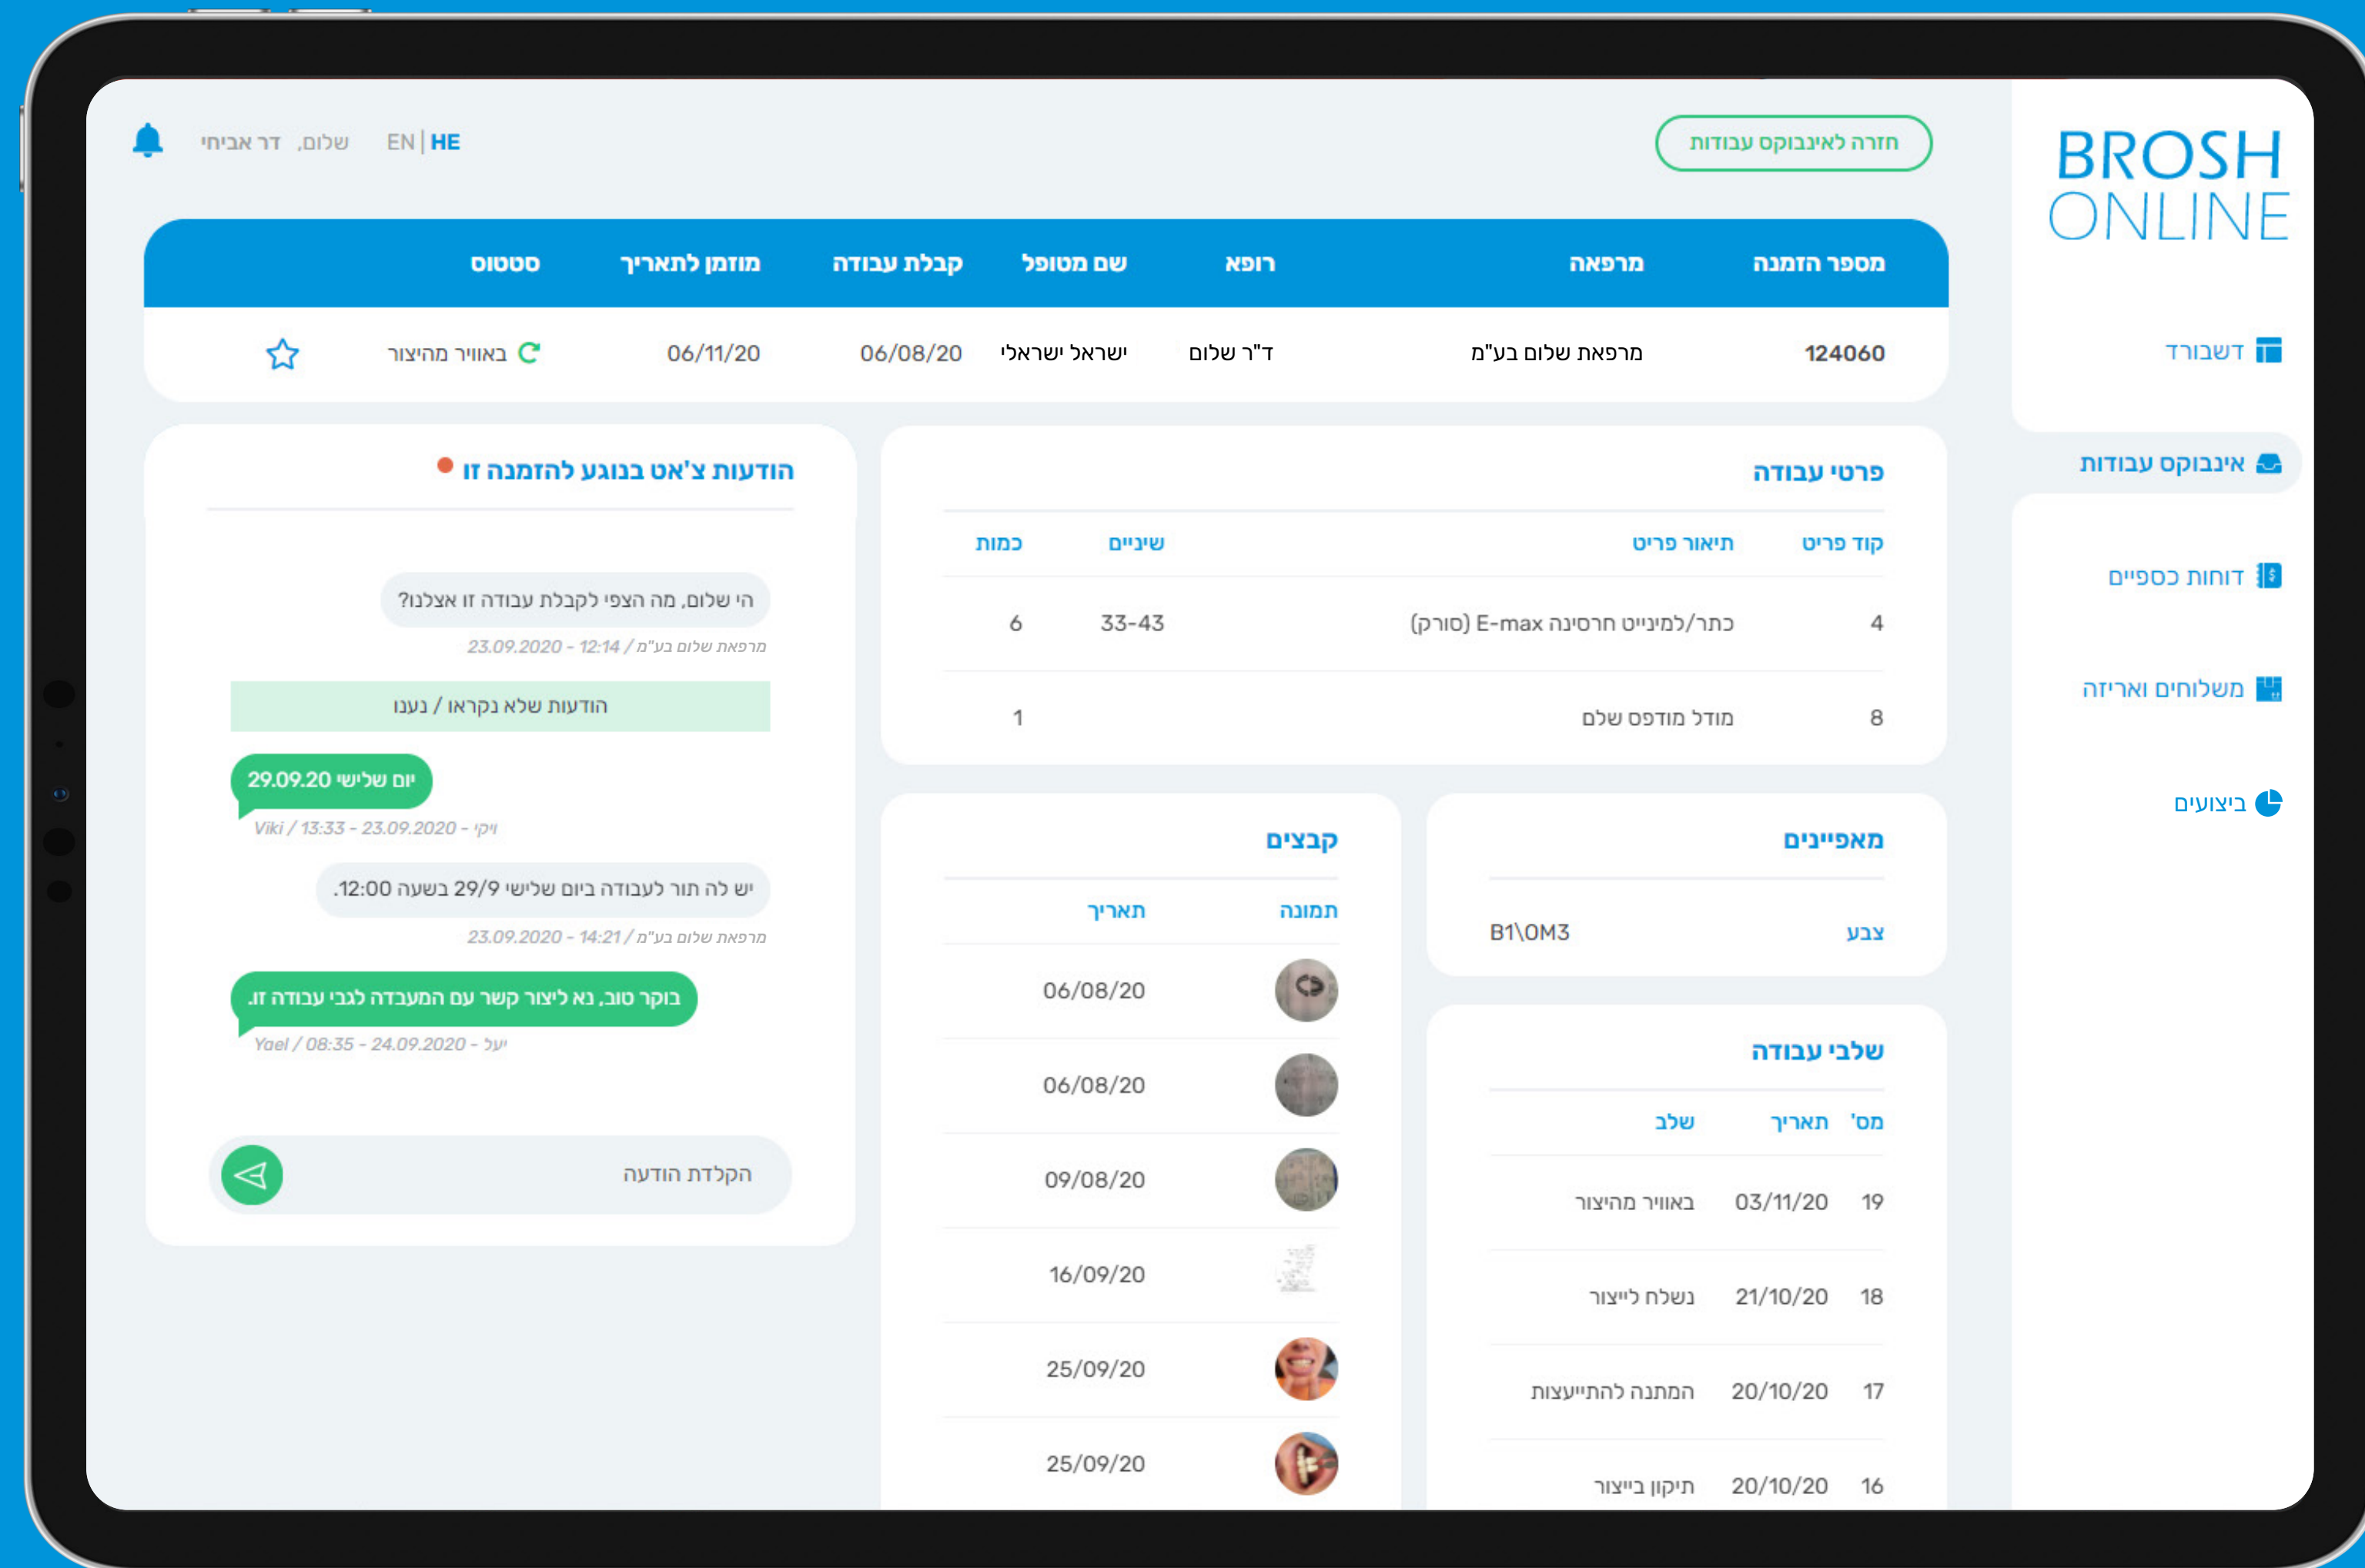 BROSH
ONLINE
דשבורד
אינבוקס עבודות
דוחות כספיים
משלוחים ואריזה
ביצועים
חזרה לאינבוקס עבודות
EN | HE
שלום, דר אביחי
מספר הזמנה מרפאה רופא שם מטופל קבלת עבודה מוזמן לתאריך סטטוס
124060 מרפאת שלום בע"מ ד"ר שלום ישראל ישראלי 06/08/20 06/11/20 באוויר מהיצור
פרטי עבודה
קוד פריט תיאור פריט שיניים כמות
4 כתר/למינייט חרסינה E-max (סורק) 33-43 6
8 מודל מודפס שלם 1
מאפיינים
צבע B1\0M3
שלבי עבודה
מס' תאריך שלב
19 03/11/20 באוויר מהיצור
18 21/10/20 נשלח לייצור
17 20/10/20 המתנה להתייעצות
16 20/10/20 תיקון בייצור
קבצים
תמונה תאריך
06/08/20
06/08/20
09/08/20
16/09/20
25/09/20
25/09/20
הודעות צ'אט בנוגע להזמנה זו
הי שלום, מה הצפי לקבלת עבודה זו אצלנו?
מרפאת שלום בע"מ / 12:14 - 23.09.2020
הודעות שלא נקראו / נענו
יום שלישי 29.09.20
ויקי - Viki / 13:33 - 23.09.2020
יש לה תור לעבודה ביום שלישי 29/9 בשעה 12:00.
מרפאת שלום בע"מ / 14:21 - 23.09.2020
בוקר טוב, נא ליצור קשר עם המעבדה לגבי עבודה זו.
יעל - Yael / 08:35 - 24.09.2020
הקלדת הודעה